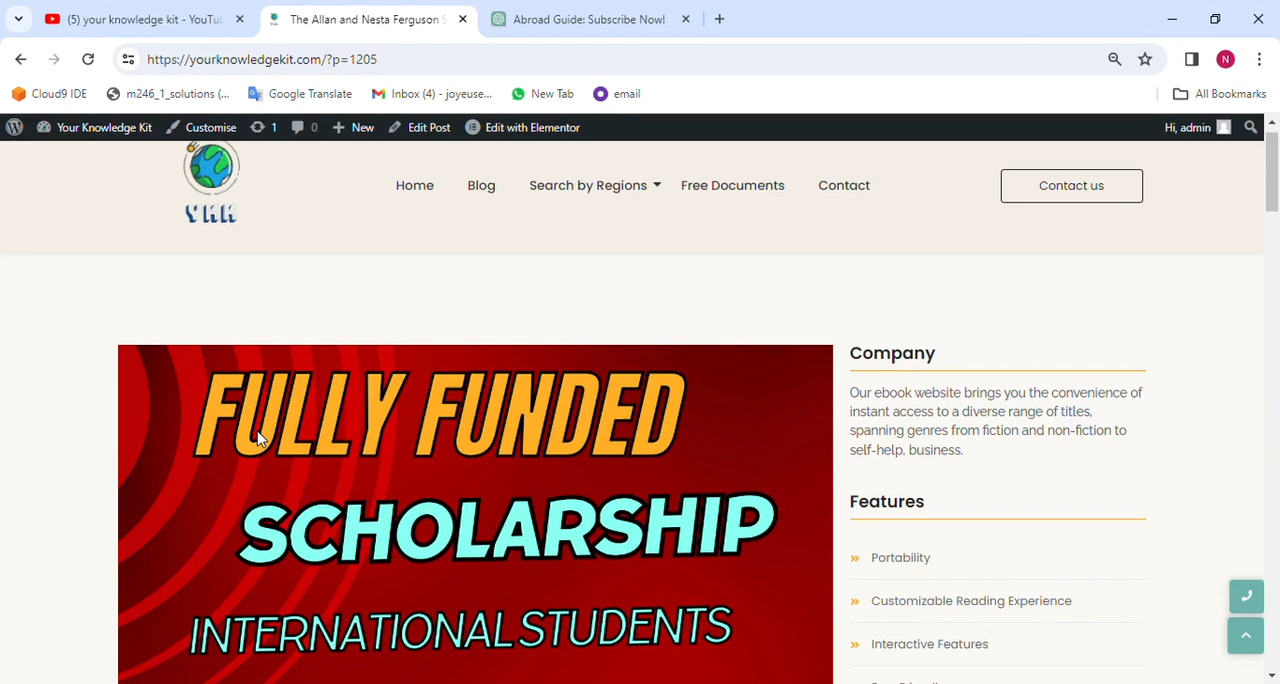 (5) your knowledge kit - YouTu
The Allan and Nesta Ferguson S
Abroad Guide: Subscribe Now!
https://yourknowledgekit.com/?p=1205
N
Cloud9 IDE
m246_1_solutions (...
Google Translate
Inbox (4) - joyeuse...
New Tab
email
All Bookmarks
Your Knowledge Kit
Customise
1
0
New
Edit Post
Edit with Elementor
Hi, admin
YKK
Home
Blog
Search by Regions
Free Documents
Contact
Contact us
FULLY FUNDED
SCHOLARSHIP
INTERNATIONAL STUDENTS
Company
Our ebook website brings you the convenience of
instant access to a diverse range of titles,
spanning genres from fiction and non-fiction to
self-help, business.
Features
Portability
Customizable Reading Experience
Interactive Features